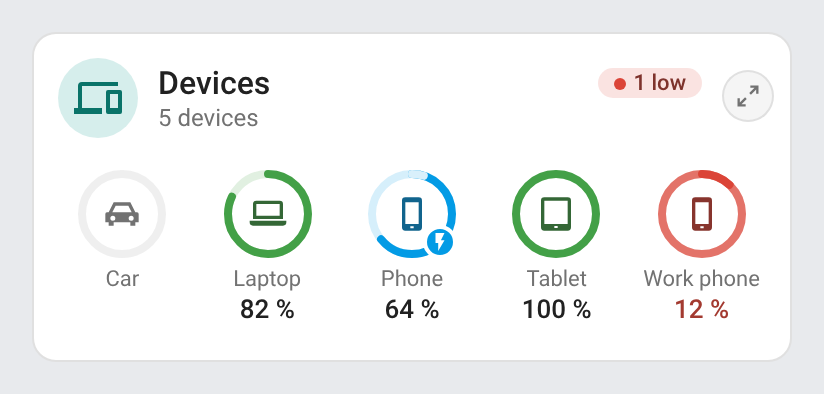 Devices
5 devices
1 low
Car
Laptop
82 %
Phone
64 %
Tablet
100 %
Work phone
12 %